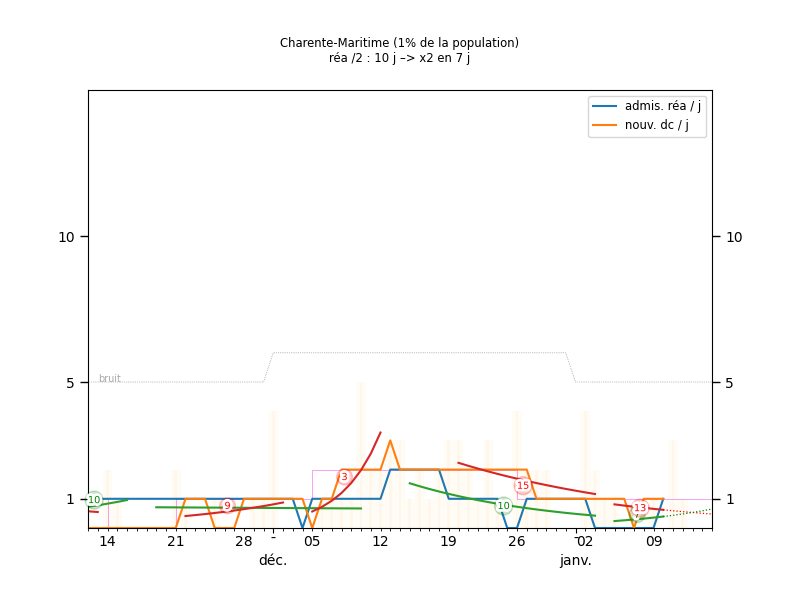 Charente-Maritime (1% de la population)
réa /2 : 10 j –> x2 en 7 j
admis. réa / j
nouv. dc / j
10 10
5 5
bruit
1 1
10
9
3
10
15
13
14 21 28 - 05 12 19 26 -02 09
déc. janv.